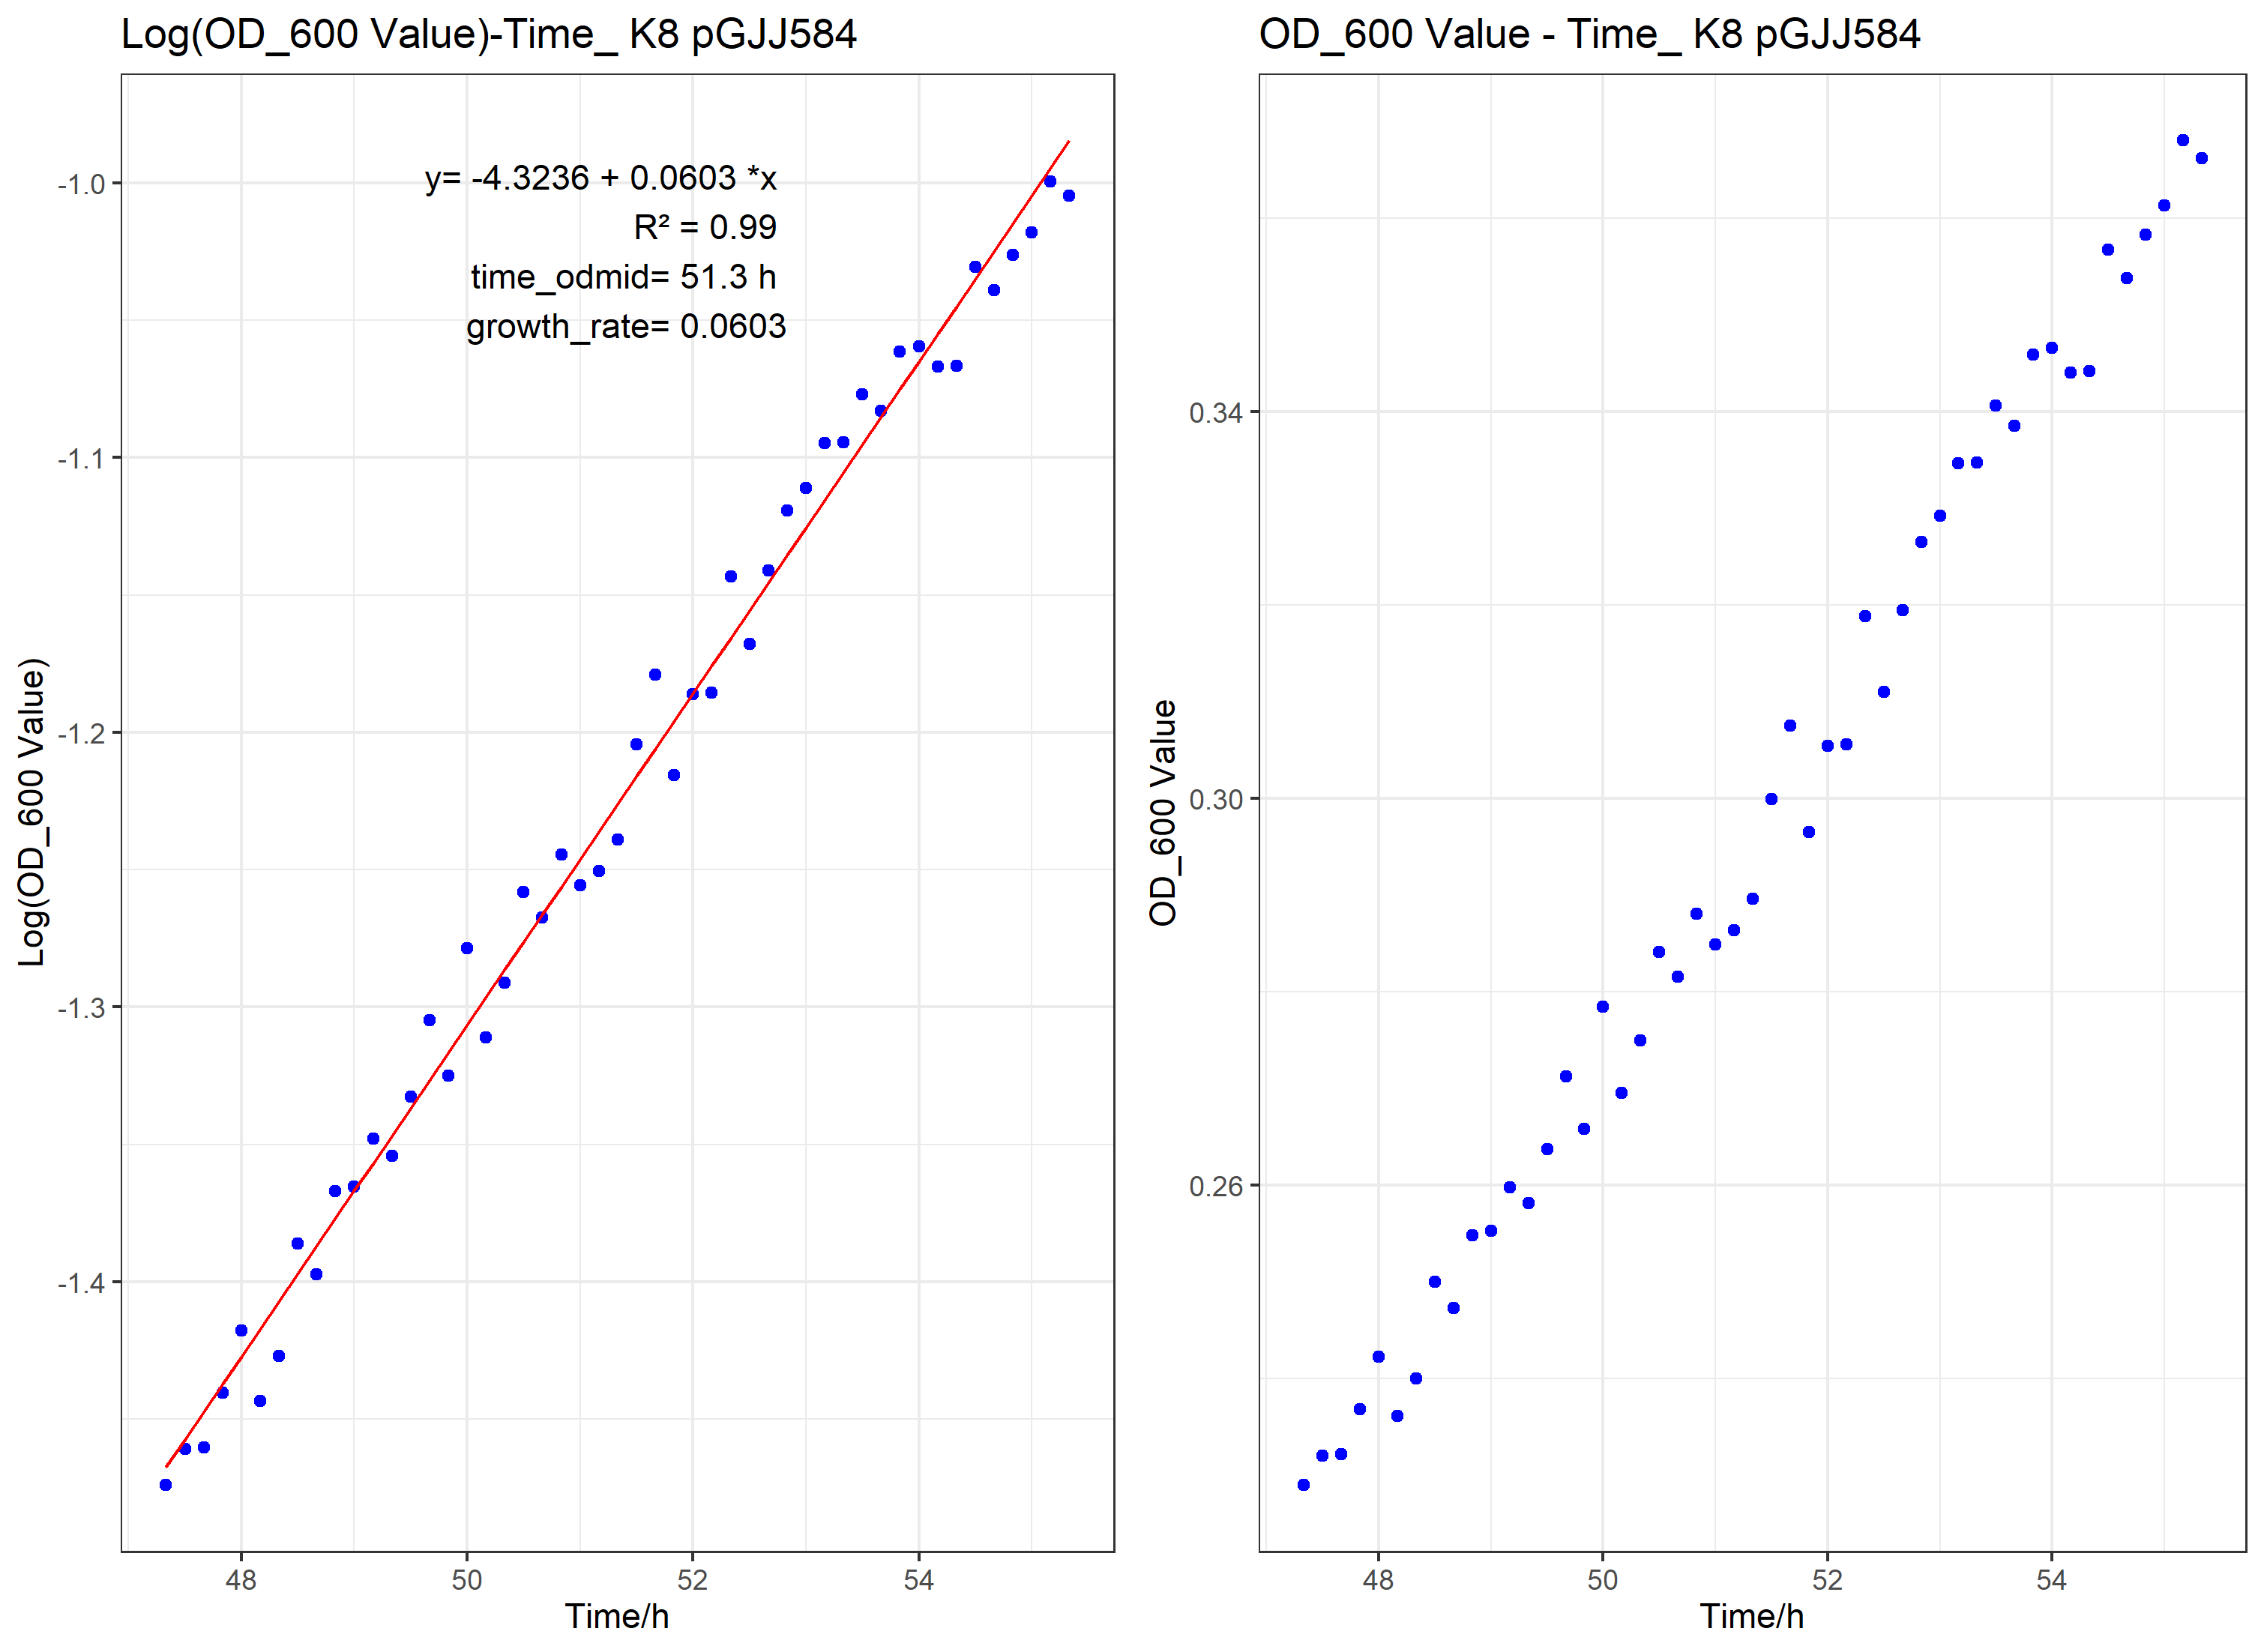 Log(OD_600 Value)-Time_ K8 pGJJ584
y= -4.3236 + 0.0603 *x
R² = 0.99
time_odmid= 51.3 h
growth_rate= 0.0603
-1.0
-1.1
-1.2
-1.3
-1.4
Log(OD_600 Value)
48 50 52 54
Time/h
OD_600 Value - Time_ K8 pGJJ584
0.34
0.30
0.26
OD_600 Value
48 50 52 54
Time/h